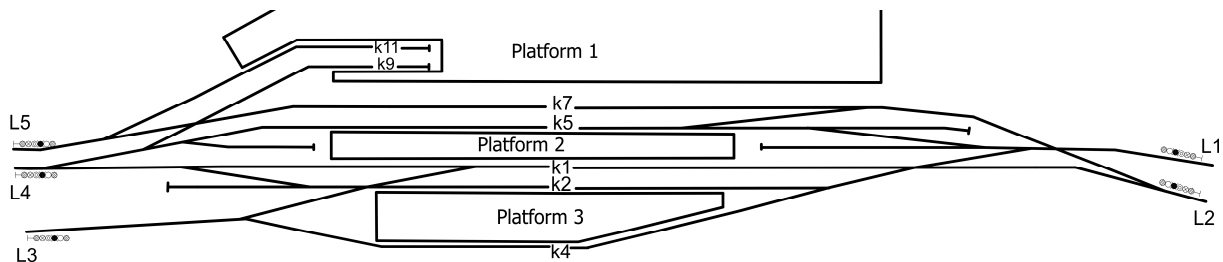 k11
Platform 1
k9
k7
L5
k5
Platform 2
L1
k1
L4
k2
Platform 3
L2
L3
k4